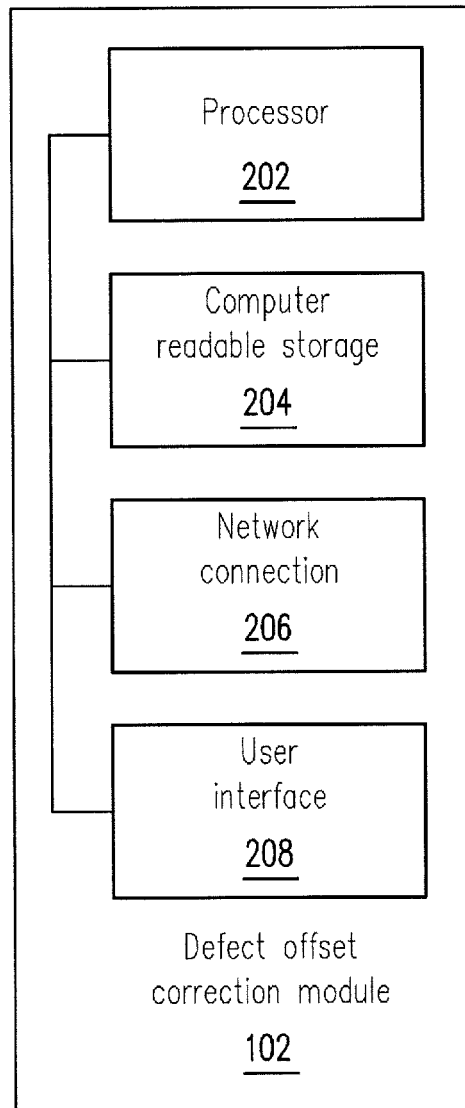 Processor
202
Computer
readable storage
204
Network
connection
206
User
interface
208
Defect offset
correction module
102